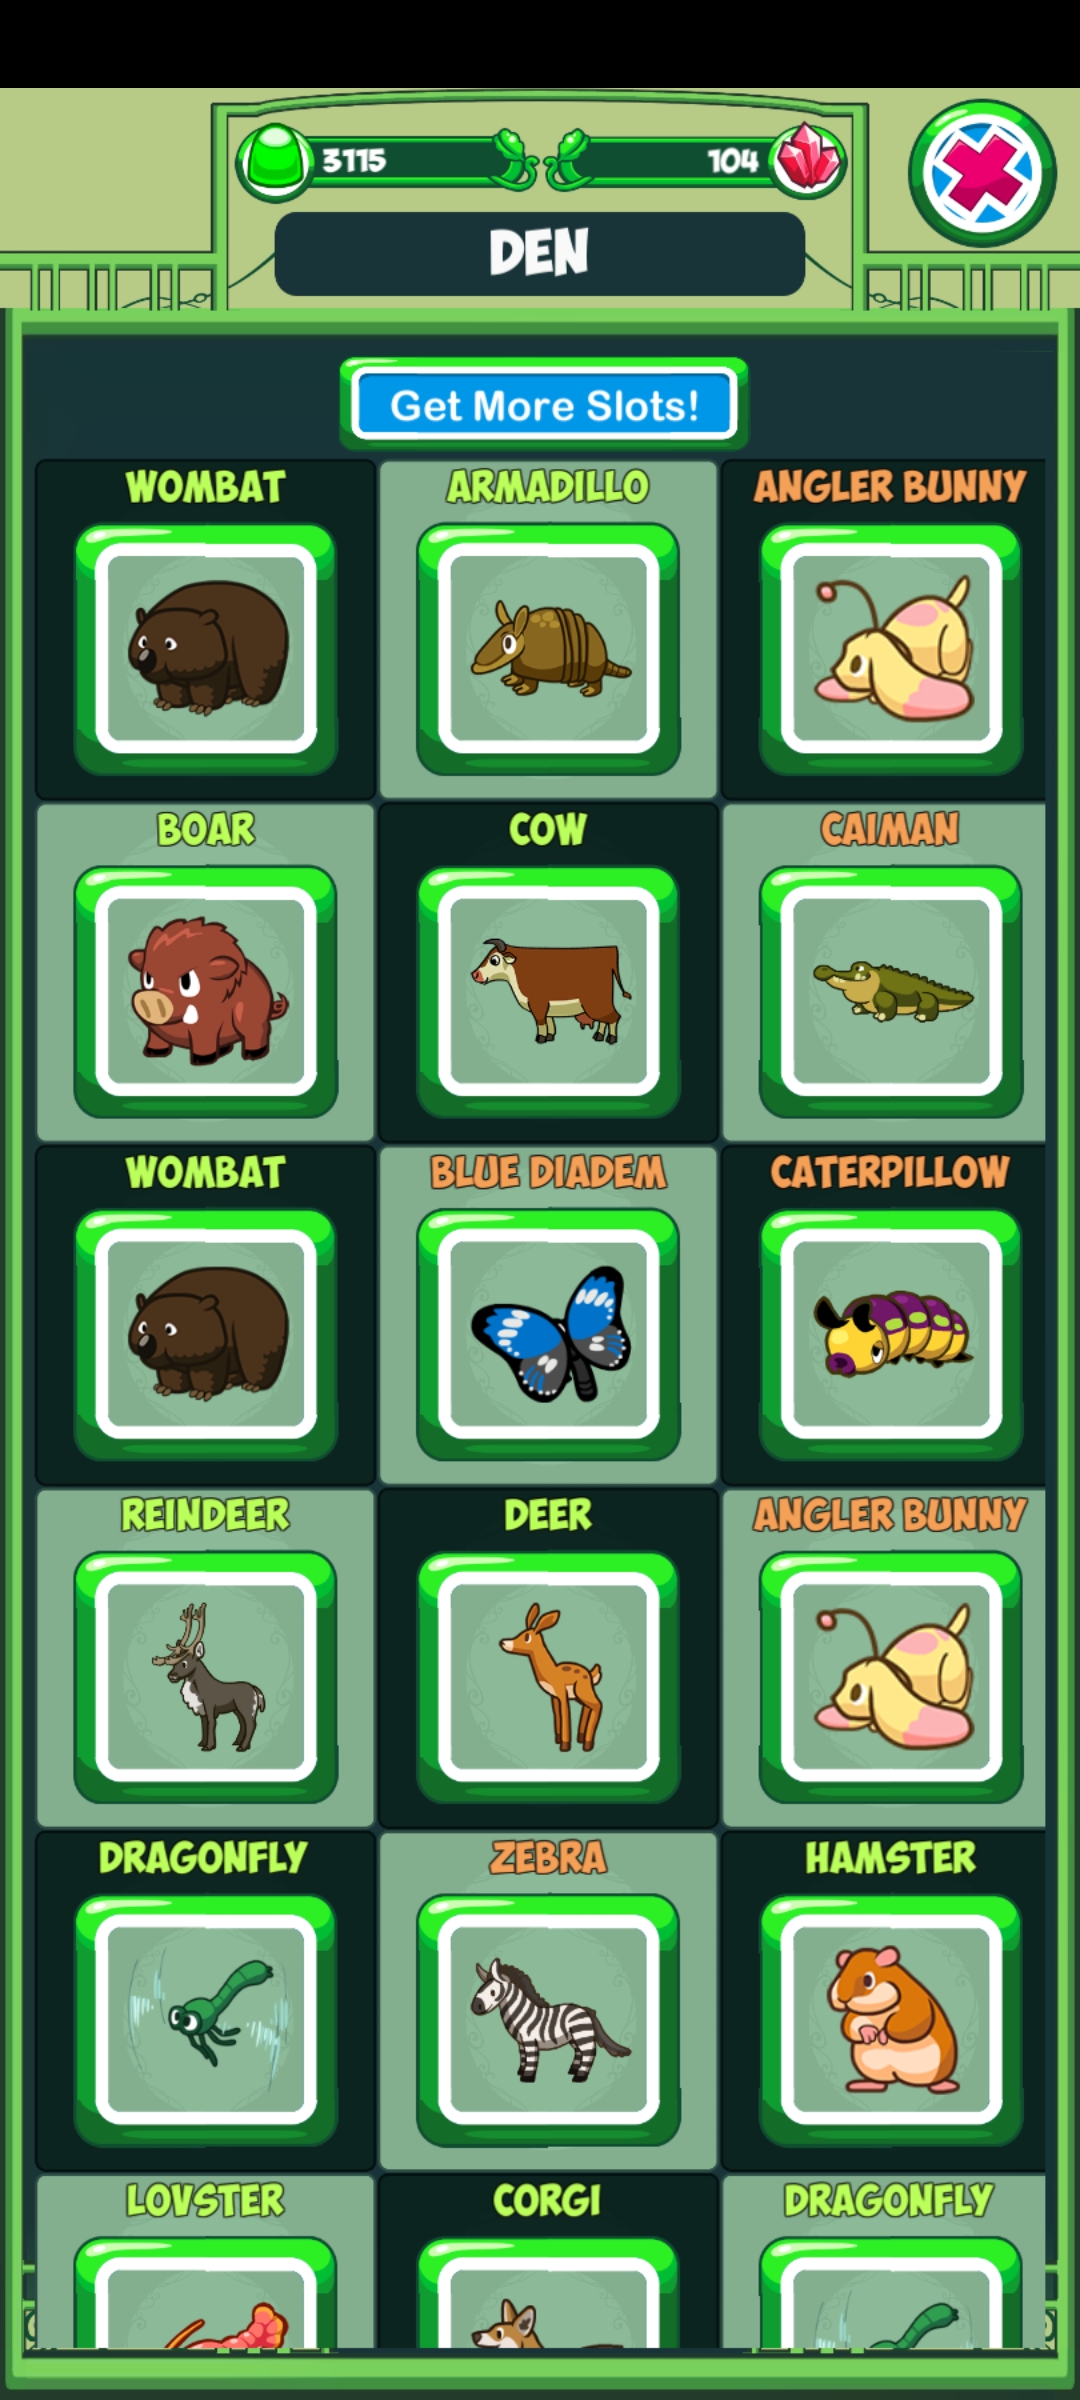 3115 104
DEN
Get More Slots!
WOMBAT ARMADILLO ANGLER BUNNY
BOAR COW CAIMAN
WOMBAT BLUE DIADEM CATERPILLOW
REINDEER DEER ANGLER BUNNY
DRAGONFLY ZEBRA HAMSTER
LOVSTER CORGI DRAGONFLY